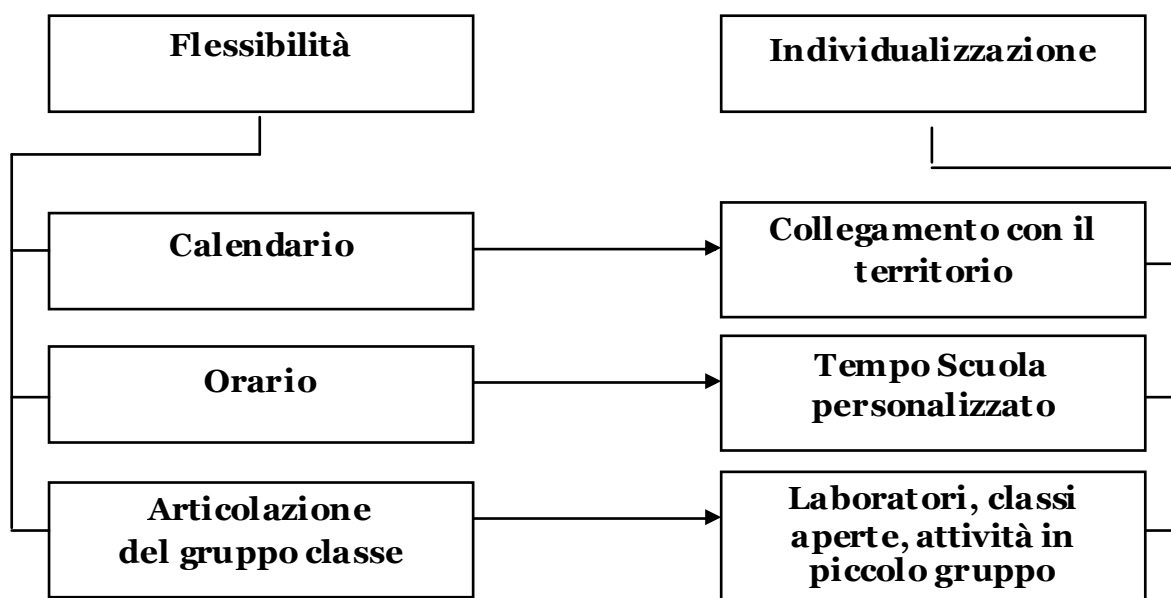 Flessibilità
Individualizzazione
Calendario
Collegamento con il
territorio
Orario
Tempo Scuola
personalizzato
Articolazione
del gruppo classe
Laboratori, classi
aperte, attività in
piccolo gruppo